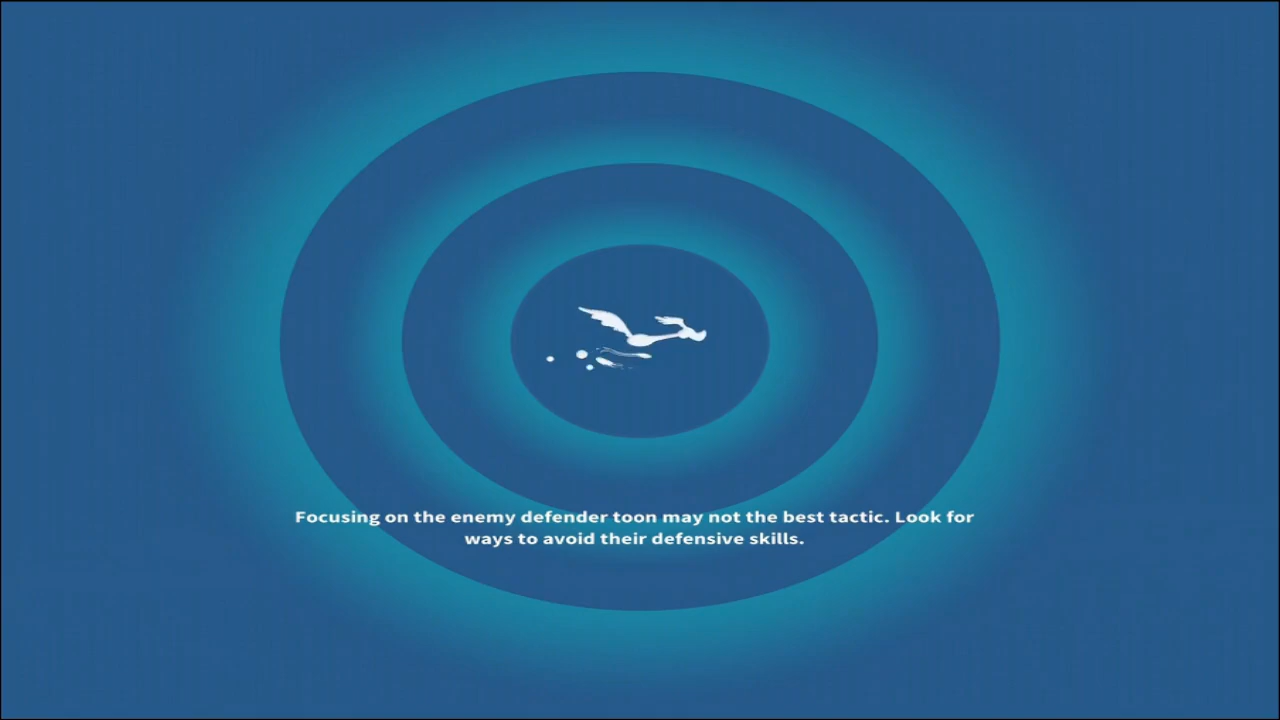 Focusing on the enemy defender toon may not the best tactic. Look for
ways to avoid their defensive skills.